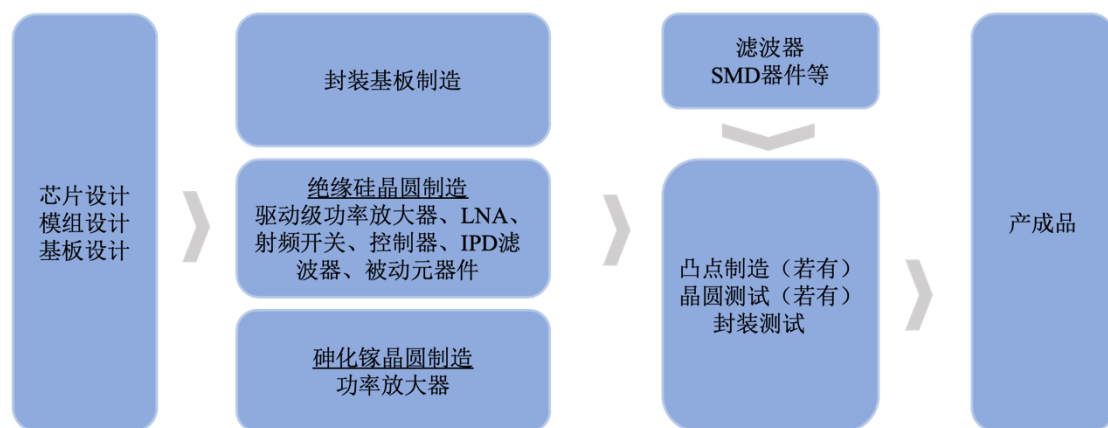 芯片设计
模组设计
基板设计
封装基板制造
绝缘硅晶圆制造
驱动级功率放大器、LNA、
射频开关、控制器、IPD滤
波器、被动元器件
砷化镓晶圆制造
功率放大器
滤波器
SMD器件等
凸点制造（若有）
晶圆测试（若有）
封装测试
产成品